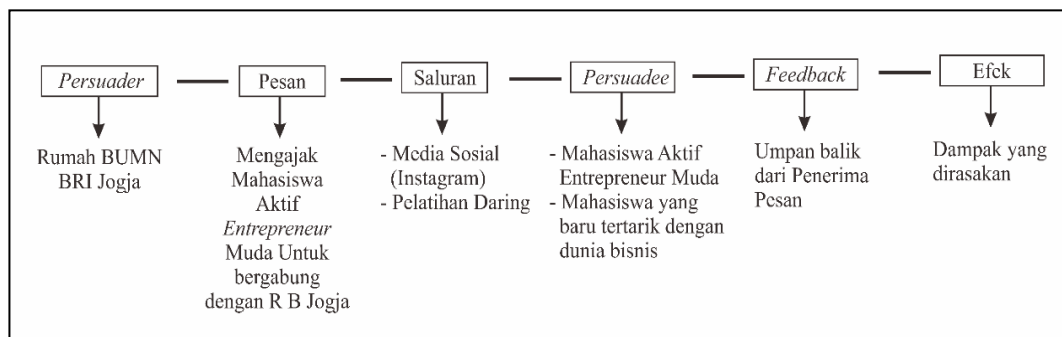 Persuader
Pesan
Saluran
Persuadee
Feedback
Efek
Rumah BUMN
BRI Jogja
Mengajak
Mahasiswa
Aktif
Entrepreneur
Muda Untuk
bergabung
dengan R B Jogja
- Media Sosial
(Instagram)
- Pelatihan Daring
- Mahasiswa Aktif
Entrepreneur Muda
- Mahasiswa yang
baru tertarik dengan
dunia bisnis
Umpan balik
dari Penerima
Pesan
Dampak yang
dirasakan